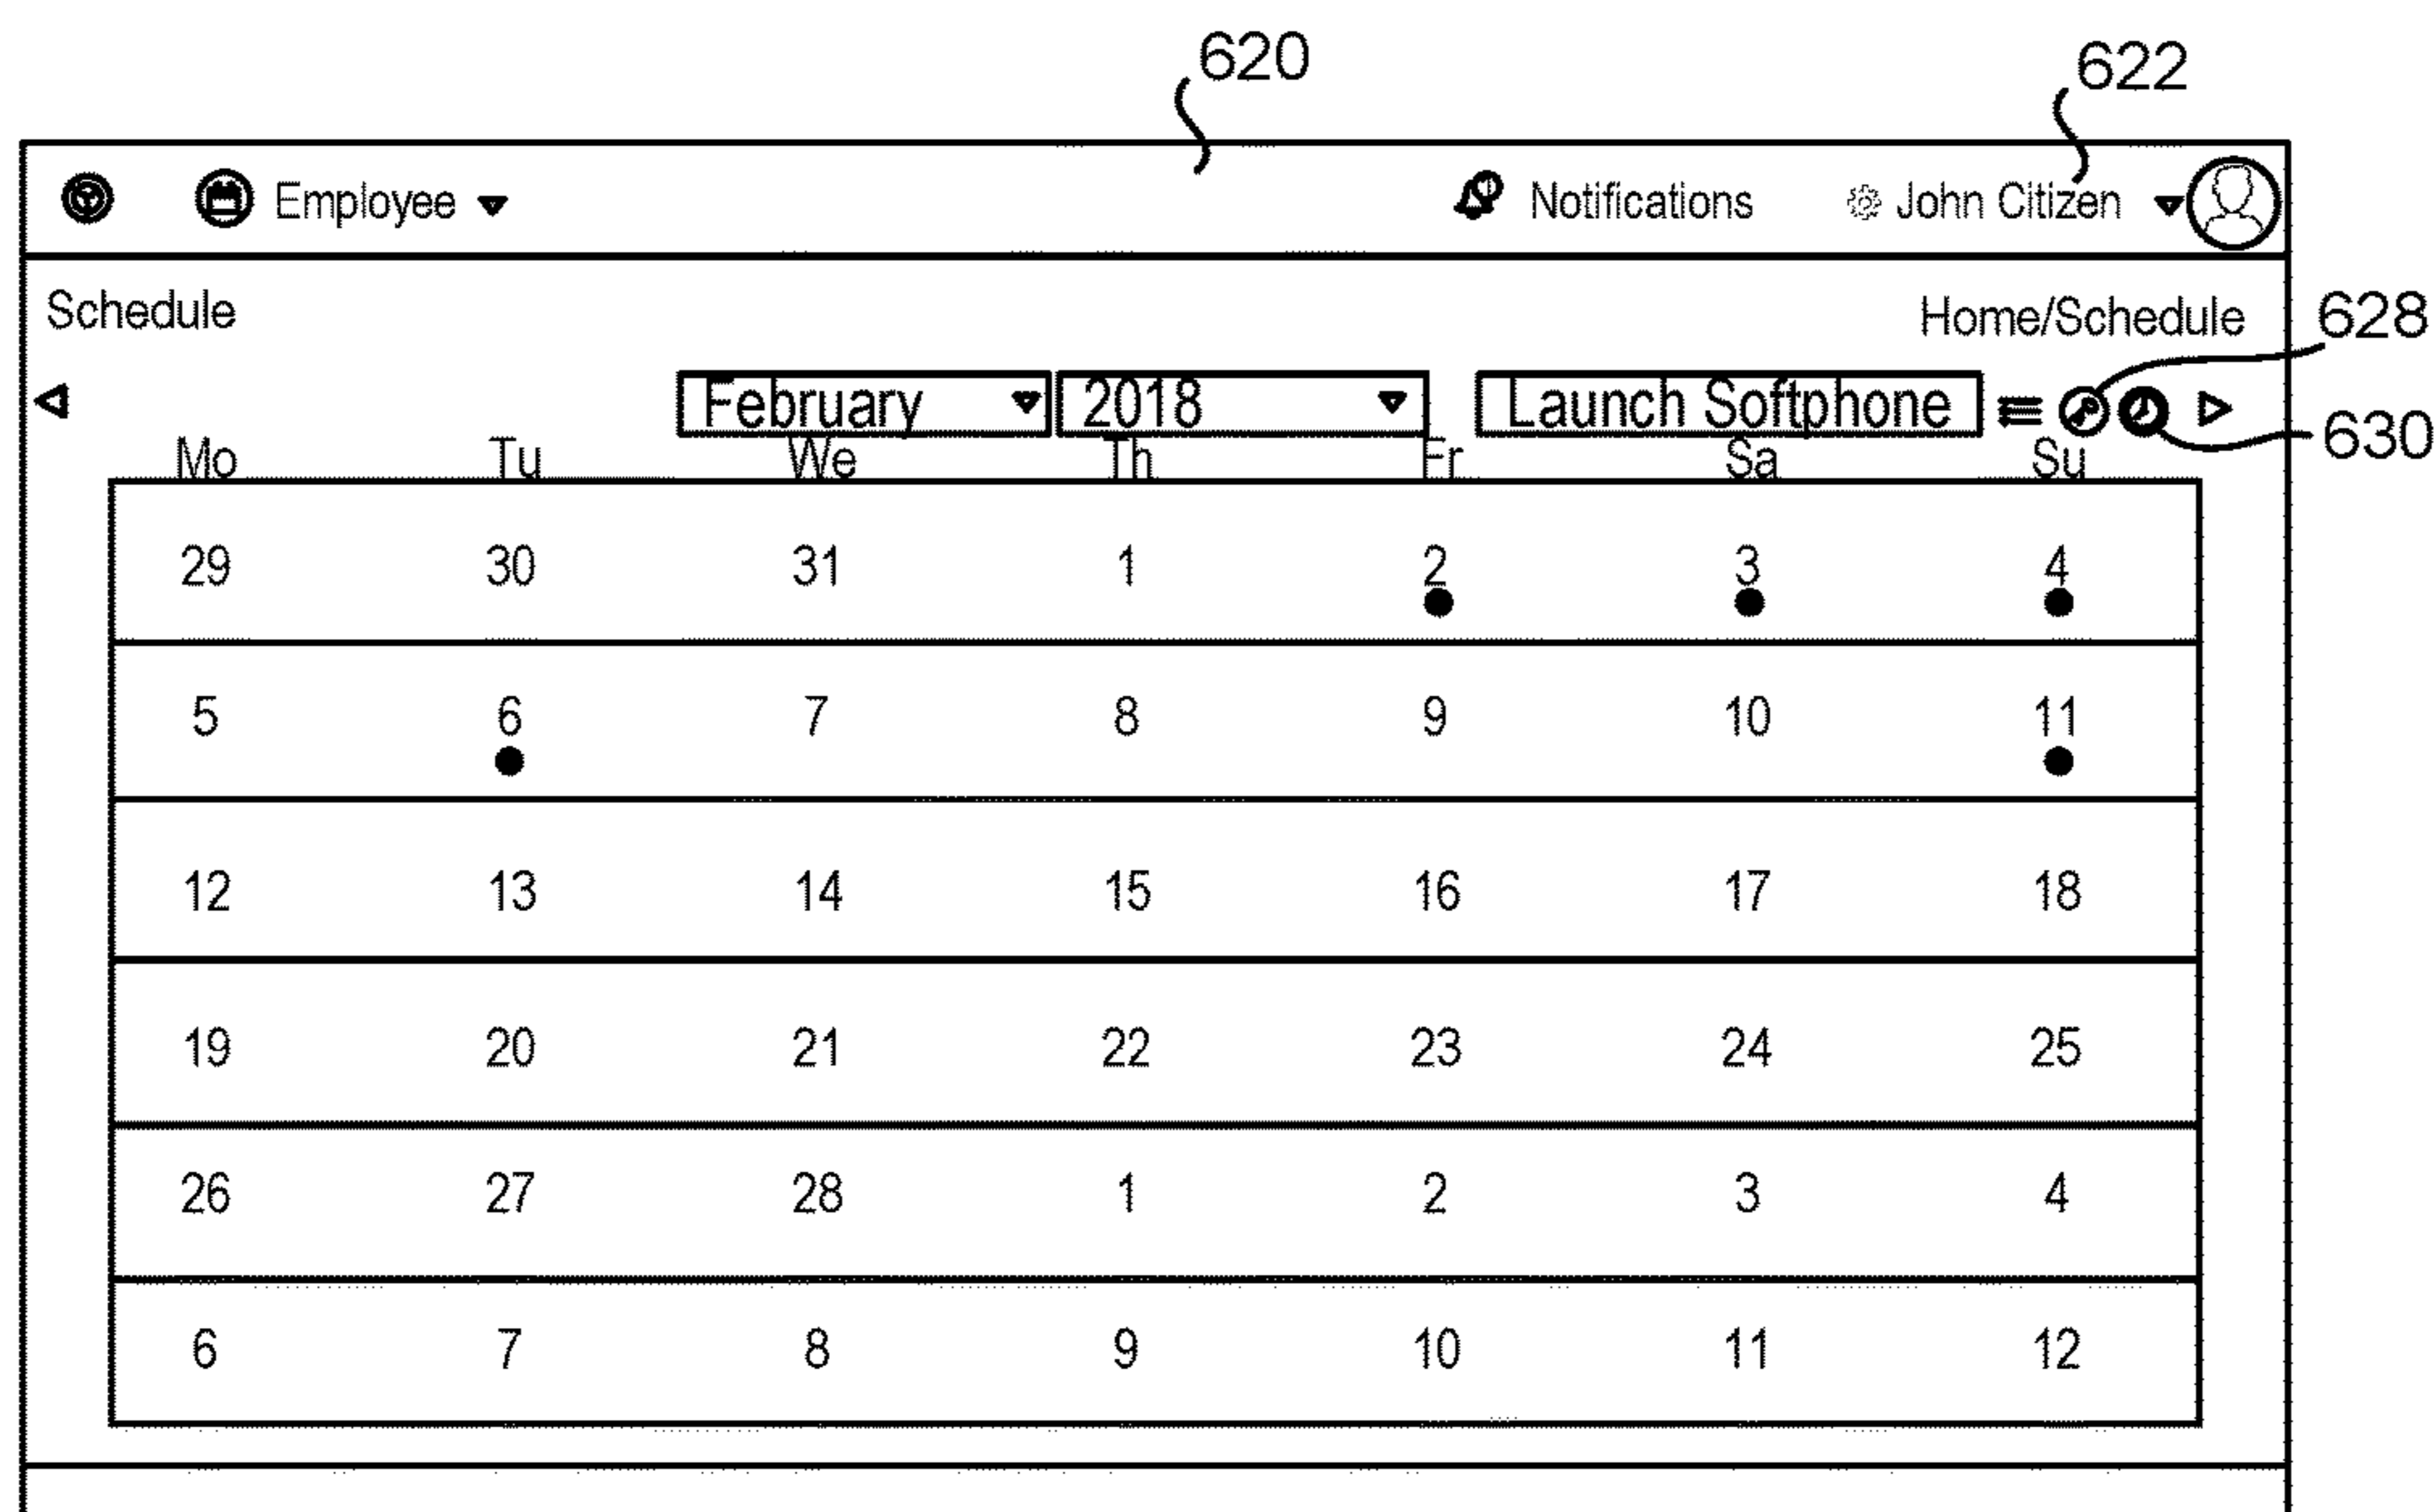 620 622
Employee Notifications John Citizen
Schedule Home/Schedule 628
February 2018 Launch Softphone 630
Mo Tu We Th Fr Sa Su
29 30 31 1 2 3 4
5 6 7 8 9 10 11
12 13 14 15 16 17 18
19 20 21 22 23 24 25
26 27 28 1 2 3 4
6 7 8 9 10 11 12